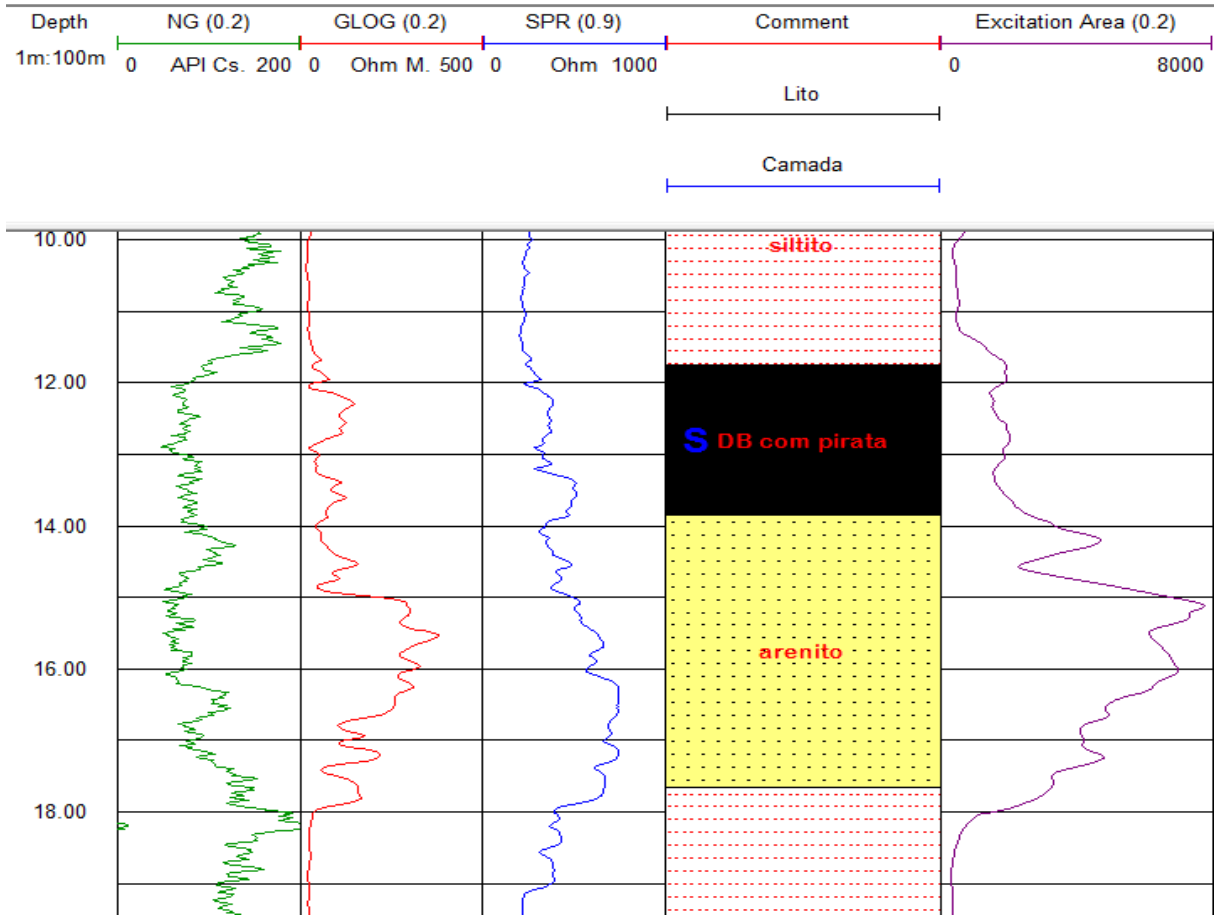 Depth NG (0.2) GLOG (0.2) SPR (0.9) Comment Excitation Area (0.2)
1m:100m 0 API Cs. 200 0 Ohm M. 500 0 Ohm 1000 0 8000
Lito
Camada
10.00 siltito
12.00
S DB com pirata
14.00
arenito
16.00
18.00